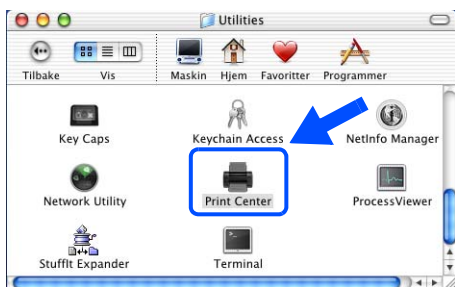 Utilities
Tilbake Vis Maskin Hjem Favoritter Programmer
Key Caps Keychain Access NetInfo Manager
Network Utility Print Center ProcessViewer
StuffIt Expander Terminal